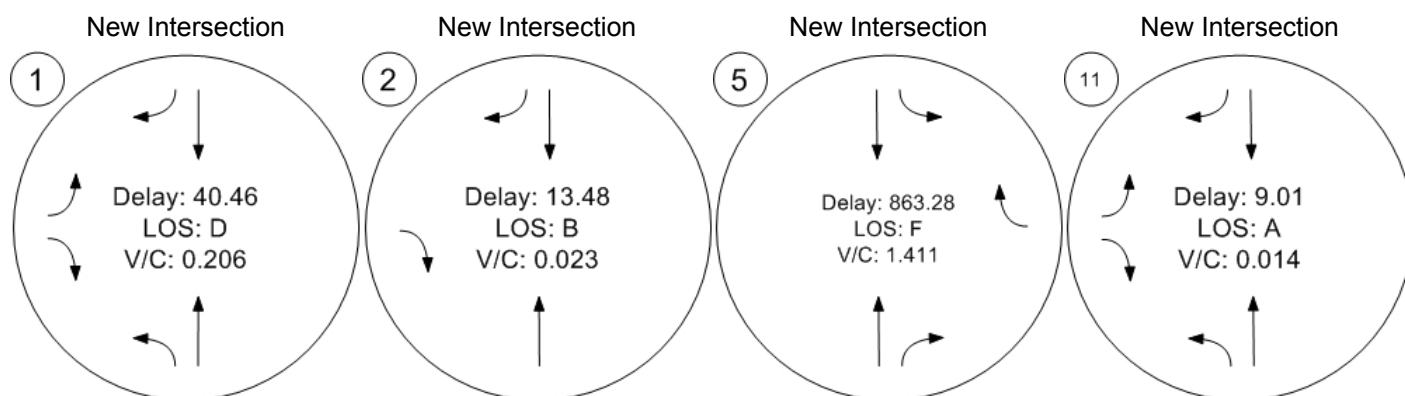 New Intersection
1
Delay: 40.46
LOS: D
V/C: 0.206
New Intersection
2
Delay: 13.48
LOS: B
V/C: 0.023
New Intersection
5
Delay: 863.28
LOS: F
V/C: 1.411
New Intersection
11
Delay: 9.01
LOS: A
V/C: 0.014